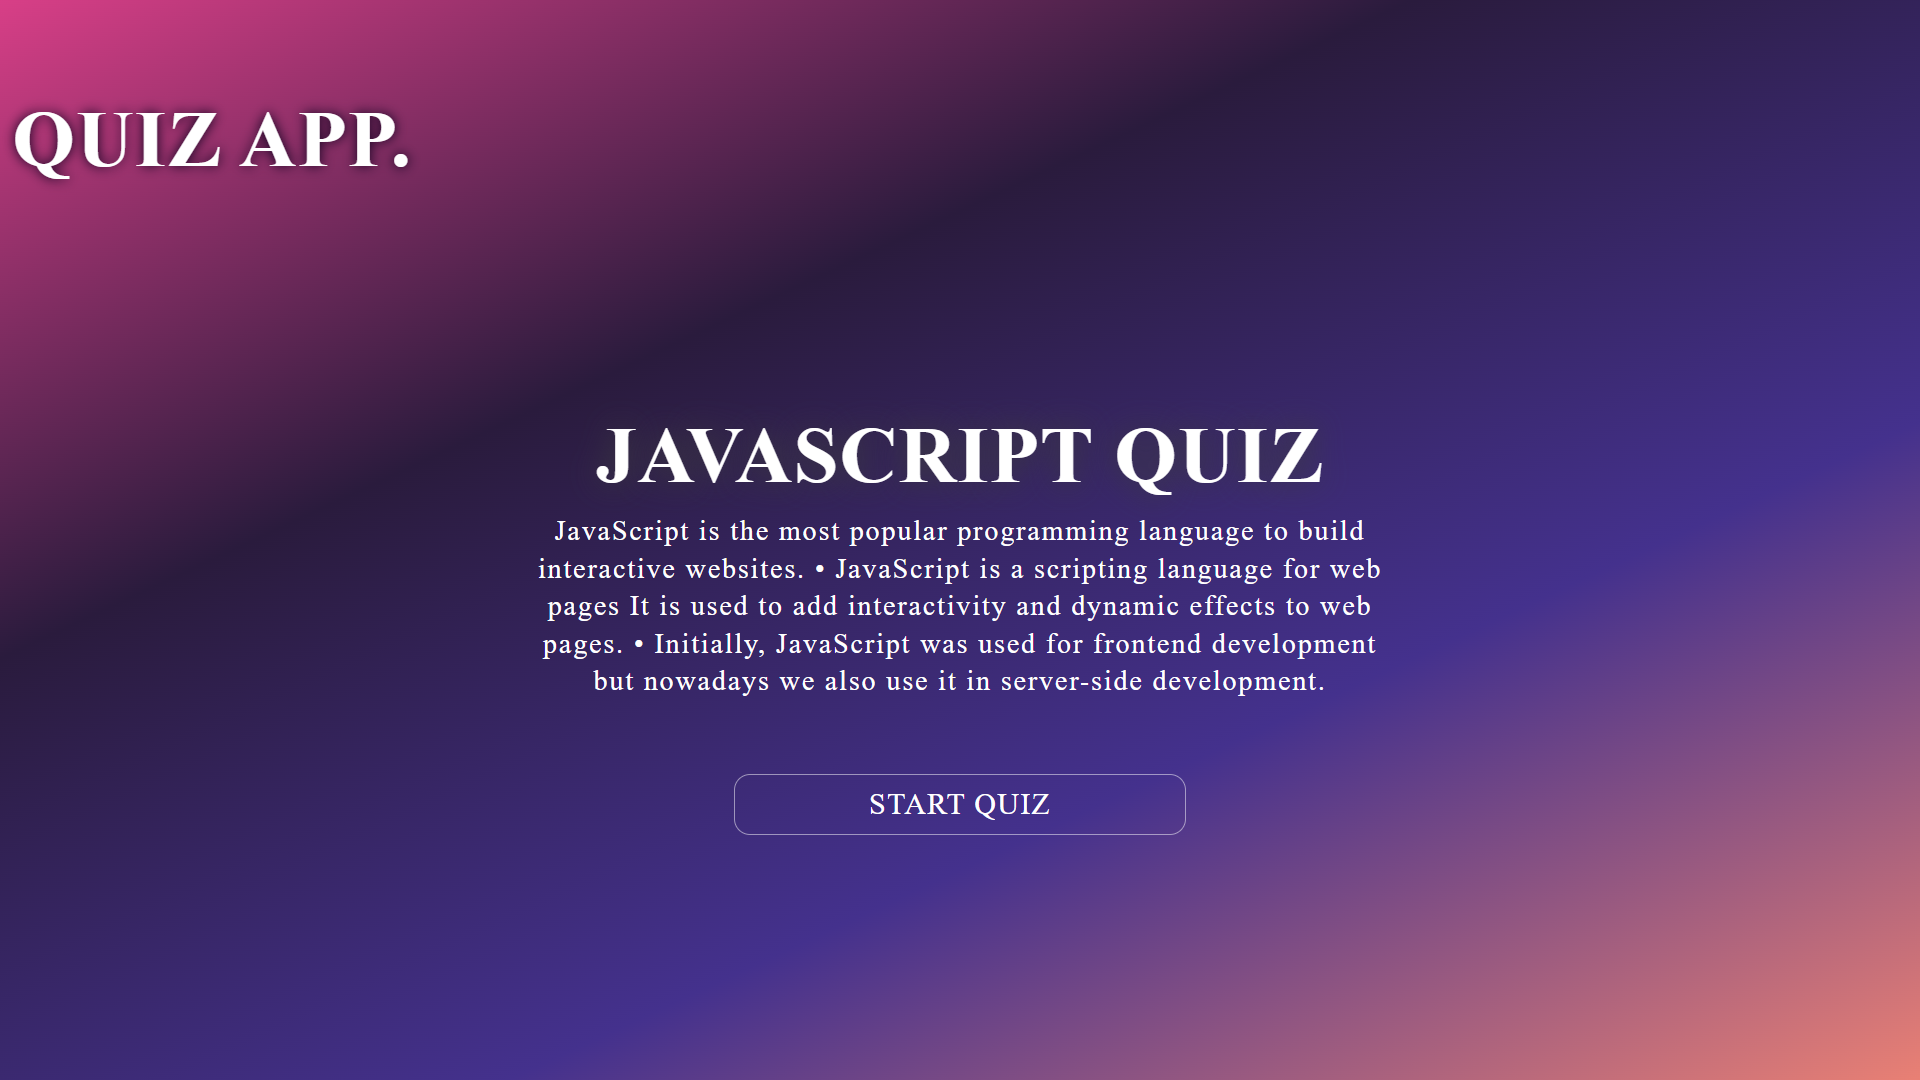 QUIZ APP.
JAVASCRIPT QUIZ
JavaScript is the most popular programming language to build
interactive websites. • JavaScript is a scripting language for web
pages It is used to add interactivity and dynamic effects to web
pages. • Initially, JavaScript was used for frontend development
but nowadays we also use it in server-side development.
START QUIZ